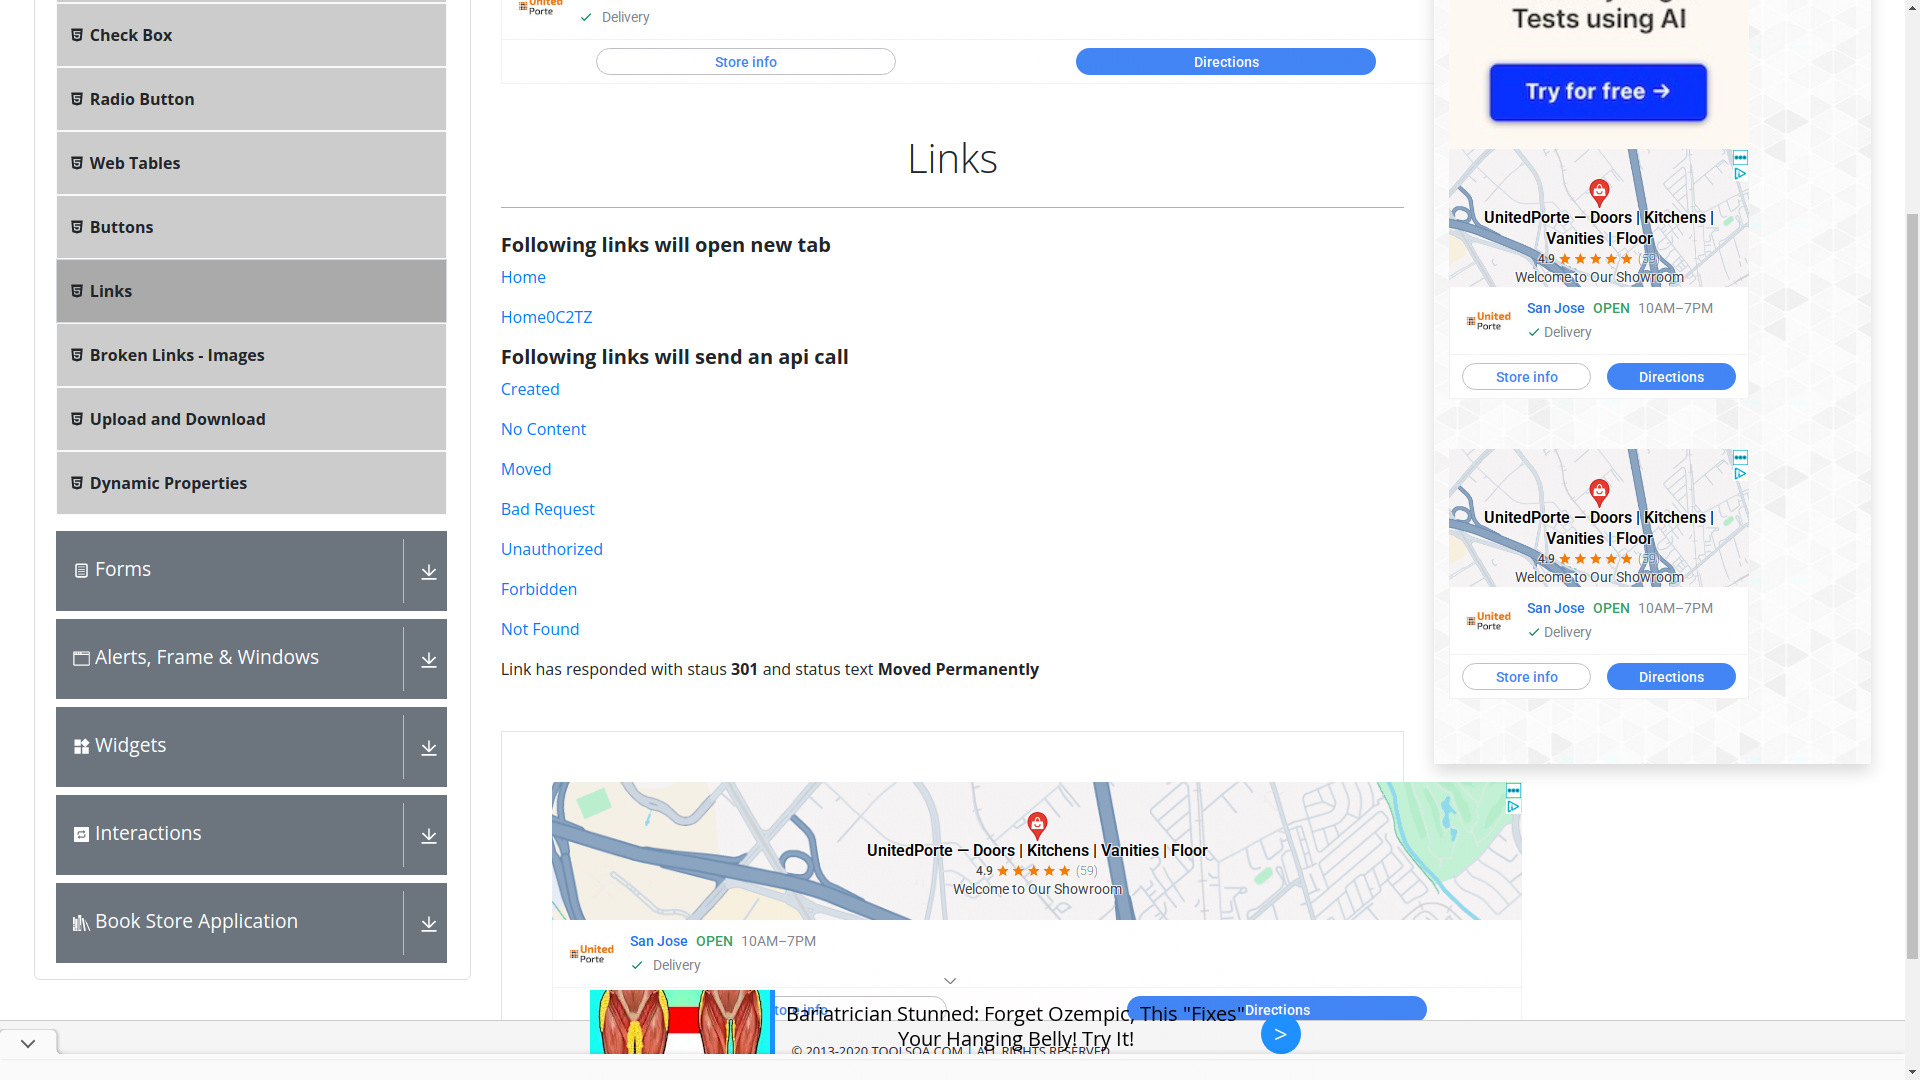 Check Box
Radio Button
Web Tables
Buttons
Links
Broken Links - Images
Upload and Download
Dynamic Properties
Forms
Alerts, Frame & Windows
Widgets
Interactions
Book Store Application
United
Porte
Delivery
Store info
Directions
Links
Following links will open new tab
Home
Home0C2TZ
Following links will send an api call
Created
No Content
Moved
Bad Request
Unauthorized
Forbidden
Not Found
Link has responded with staus 301 and status text Moved Permanently
UnitedPorte — Doors | Kitchens | Vanities | Floor
4.9 (59)
Welcome to Our Showroom
United
Porte
San Jose OPEN 10AM–7PM
Delivery
Directions
Bariatrician Stunned: Forget Ozempic, This "Fixes"
Your Hanging Belly! Try It!
>
© 2013-2020 TOOLSQA.COM | ALL RIGHTS RESERVED.
Tests using AI
Try for free →
UnitedPorte — Doors | Kitchens |
Vanities | Floor
4.9 (59)
Welcome to Our Showroom
United
Porte
San Jose OPEN 10AM–7PM
Delivery
Store info
Directions
UnitedPorte — Doors | Kitchens |
Vanities | Floor
4.9 (59)
Welcome to Our Showroom
United
Porte
San Jose OPEN 10AM–7PM
Delivery
Store info
Directions